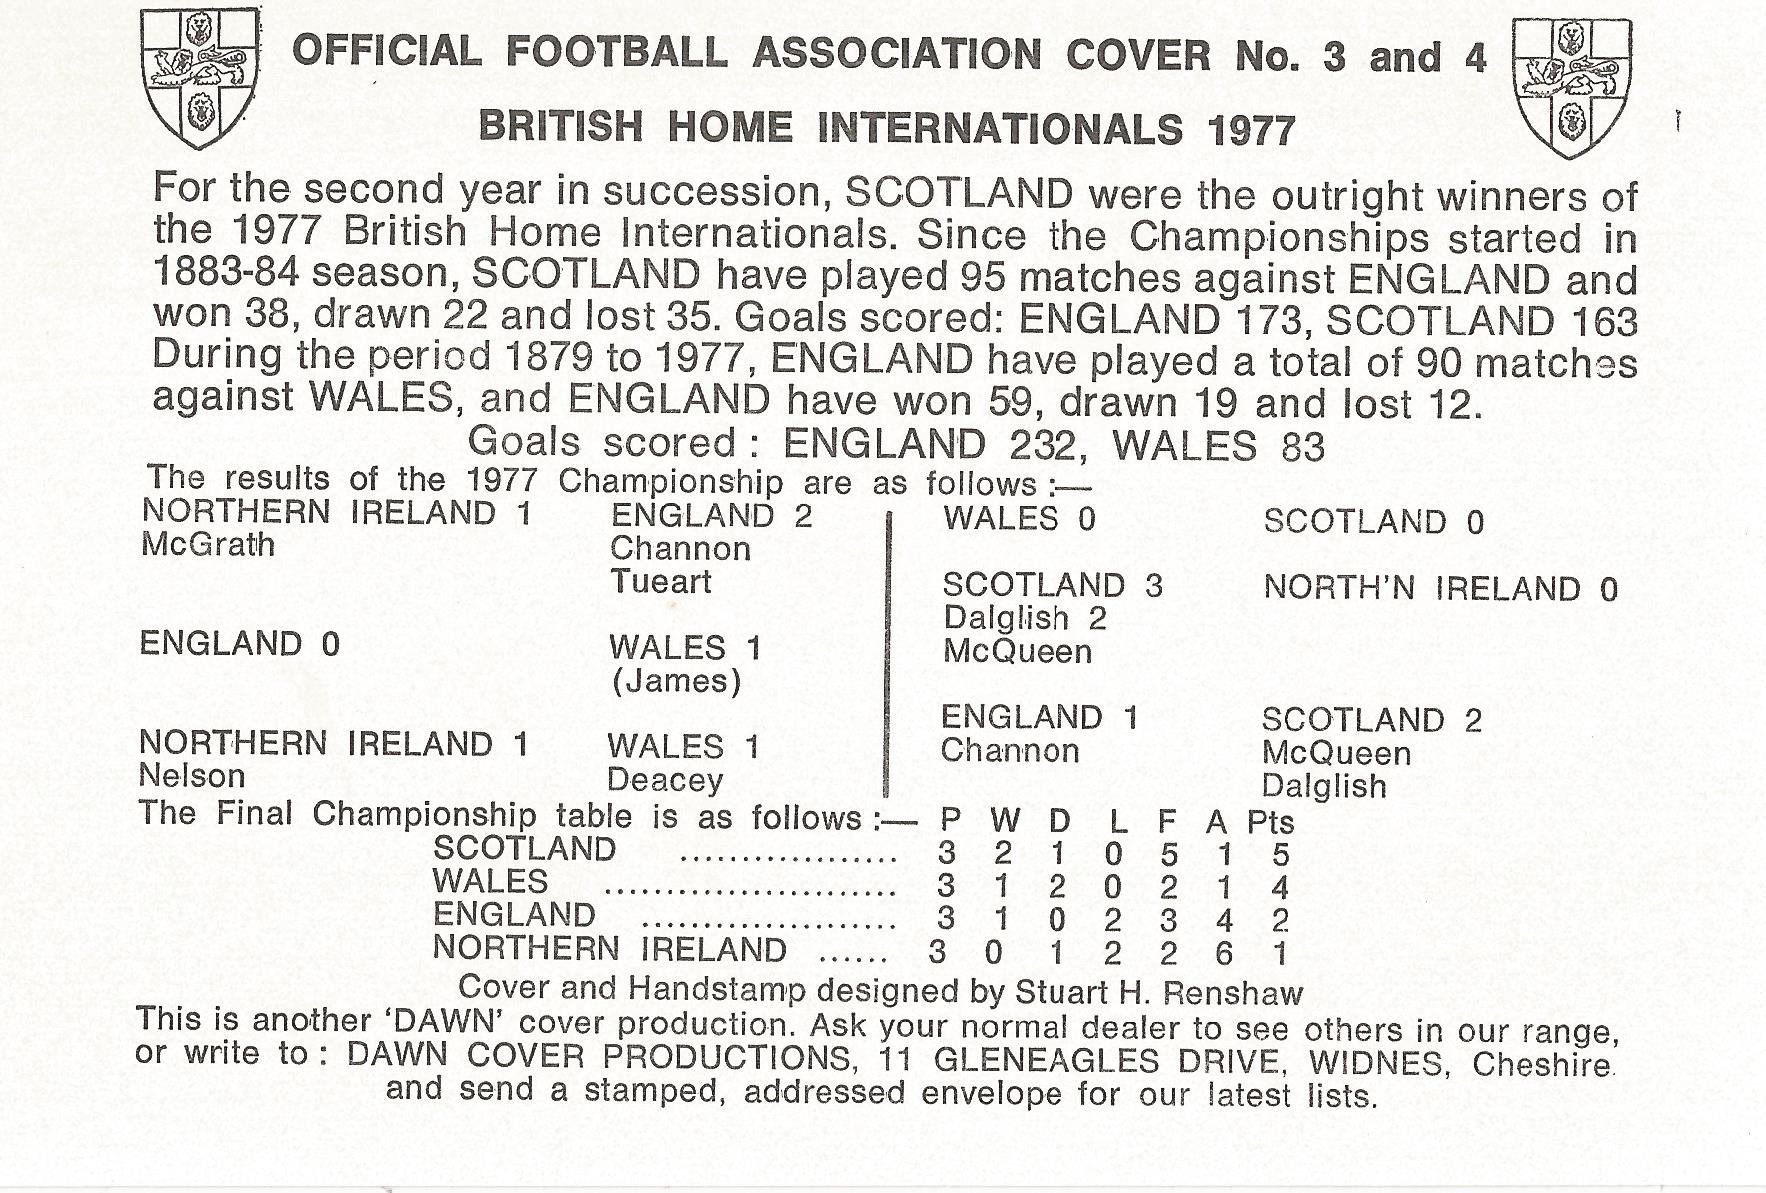 OFFICIAL FOOTBALL ASSOCIATION COVER No. 3 and 4
BRITISH HOME INTERNATIONALS 1977
For the second year in succession, SCOTLAND were the outright winners of
the 1977 British Home Internationals. Since the Championships started in
1883-84 season, SCOTLAND have played 95 matches against ENGLAND and
won 38, drawn 22 and lost 35. Goals scored: ENGLAND 173, SCOTLAND 163
During the period 1879 to 1977, ENGLAND have played a total of 90 matches
against WALES, and ENGLAND have won 59, drawn 19 and lost 12.
Goals scored : ENGLAND 232, WALES 83
The results of the 1977 Championship are as follows :—
NORTHERN IRELAND 1 ENGLAND 2
McGrath Channon
Tueart
ENGLAND 0 WALES 1
(James)
NORTHERN IRELAND 1 WALES 1
Nelson Deacey
WALES 0 SCOTLAND 0
SCOTLAND 3 NORTH'N IRELAND 0
Dalglish 2
McQueen
ENGLAND 1 SCOTLAND 2
Channon McQueen
Dalglish
The Final Championship table is as follows :— P W D L F A Pts
SCOTLAND .................. 3 2 1 0 5 1 5
WALES ........................ 3 1 2 0 2 1 4
ENGLAND ..................... 3 1 0 2 3 4 2
NORTHERN IRELAND ...... 3 0 1 2 2 6 1
Cover and Handstamp designed by Stuart H. Renshaw
This is another 'DAWN' cover production. Ask your normal dealer to see others in our range,
or write to : DAWN COVER PRODUCTIONS, 11 GLENEAGLES DRIVE, WIDNES, Cheshire.
and send a stamped, addressed envelope for our latest lists.